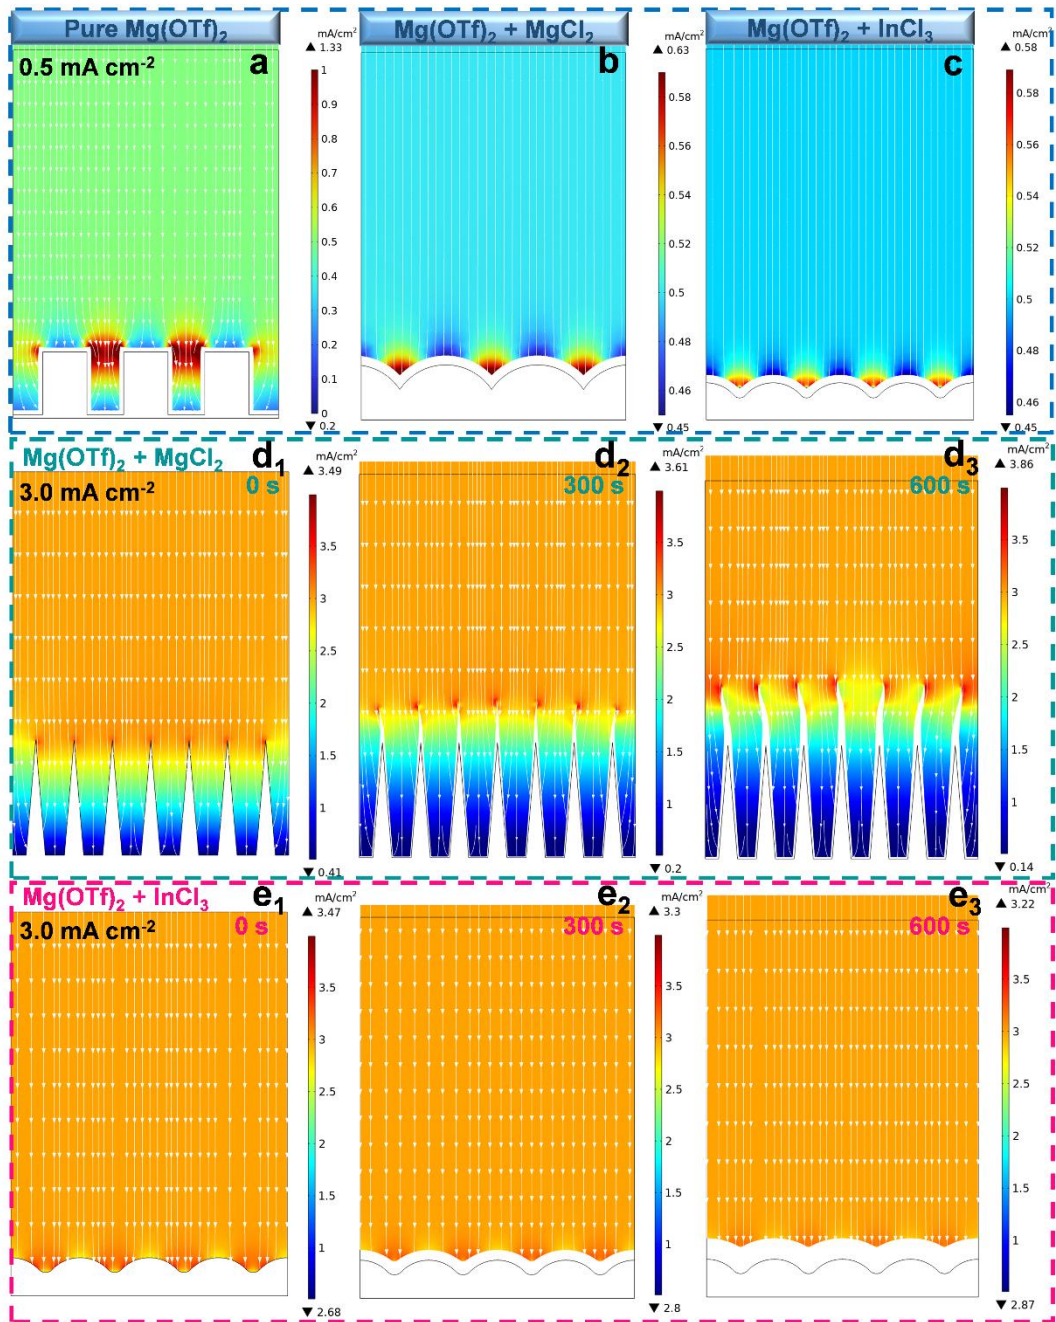 Pure Mg(OTf)₂
Mg(OTf)₂ + MgCl₂
Mg(OTf)₂ + InCl₃
0.5 mA cm⁻²
a
mA/cm²
▲ 1.33
1
0.9
0.8
0.7
0.6
0.5
0.4
0.3
0.2
0.1
0
▼ 0.2
b
mA/cm²
▲ 0.63
0.58
0.56
0.54
0.52
0.5
0.48
0.46
▼ 0.45
c
mA/cm²
▲ 0.58
0.58
0.56
0.54
0.52
0.5
0.48
0.46
▼ 0.45
Mg(OTf)₂ + MgCl₂
3.0 mA cm⁻²
d₁
0 s
mA/cm²
▲ 3.49
3.5
3
2.5
2
1.5
1
▼ 0.41
d₂
300 s
mA/cm²
▲ 3.61
3.5
3
2.5
2
1.5
1
▼ 0.2
d₃
600 s
mA/cm²
▲ 3.86
3.5
3
2.5
2
1.5
1
▼ 0.14
Mg(OTf)₂ + InCl₃
3.0 mA cm⁻²
e₁
0 s
mA/cm²
▲ 3.47
3.5
3
2.5
2
1.5
1
▼ 2.68
e₂
300 s
mA/cm²
▲ 3.3
3.5
3
2.5
2
1.5
1
▼ 2.8
e₃
600 s
mA/cm²
▲ 3.22
3.5
3
2.5
2
1.5
1
▼ 2.87